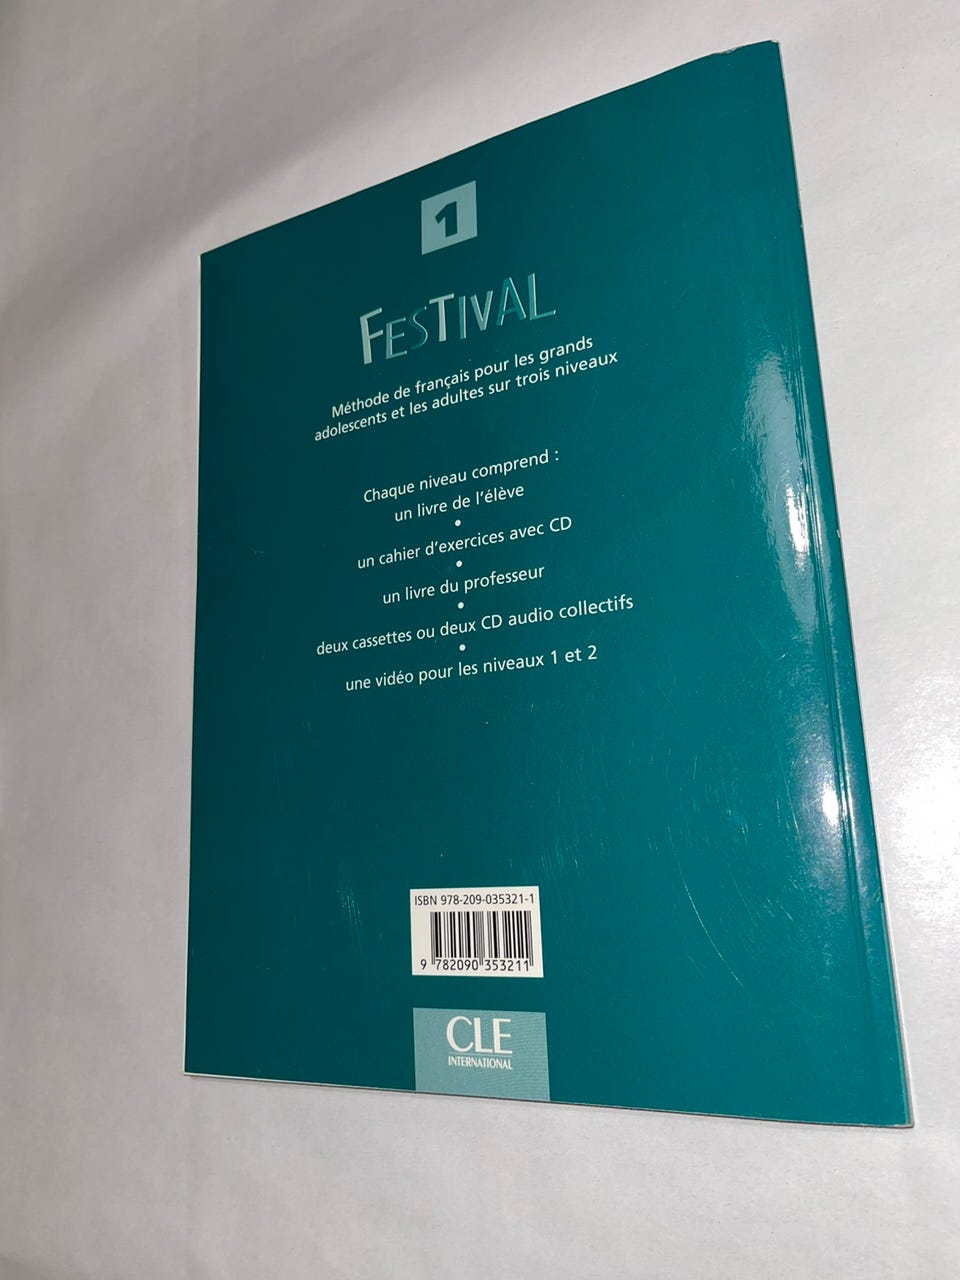 1
FESTIVAL
Méthode de français pour les grands
adolescents et les adultes sur trois niveaux
Chaque niveau comprend :
un livre de l'élève
•
un cahier d'exercices avec CD
•
un livre du professeur
•
deux cassettes ou deux CD audio collectifs
•
une vidéo pour les niveaux 1 et 2
ISBN 978-209-035321-1
9 782090 353211
CLE
INTERNATIONAL